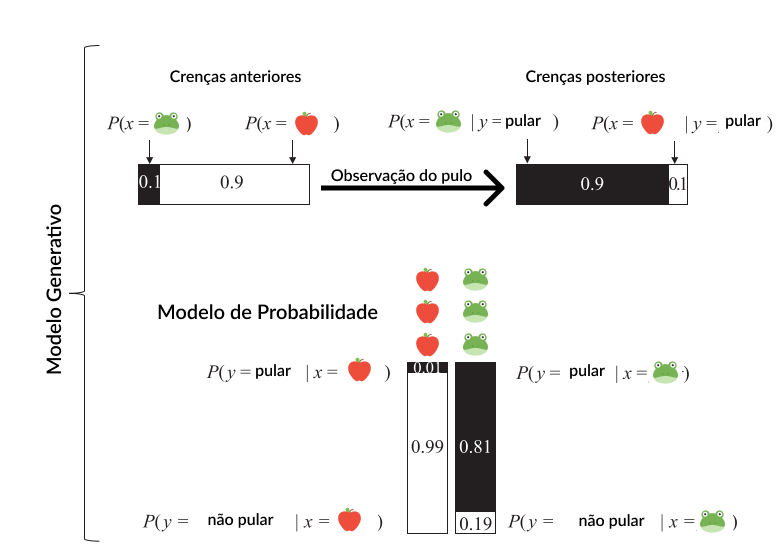 Crenças anteriores
Crenças posteriores
P(x = 🐸 )
P(x = 🍎 )
P(x = 🐸 | y = pular )
P(x = 🍎 | y = pular )
0.1
0.9
Observação do pulo
0.9
0.1
Modelo Generativo
Modelo de Probabilidade
P(y = pular | x = 🍎 )
0.01
P(y = pular | x = 🐸 )
0.99
0.81
P(y = não pular | x = 🍎 )
0.19
P(y = não pular | x = 🐸 )